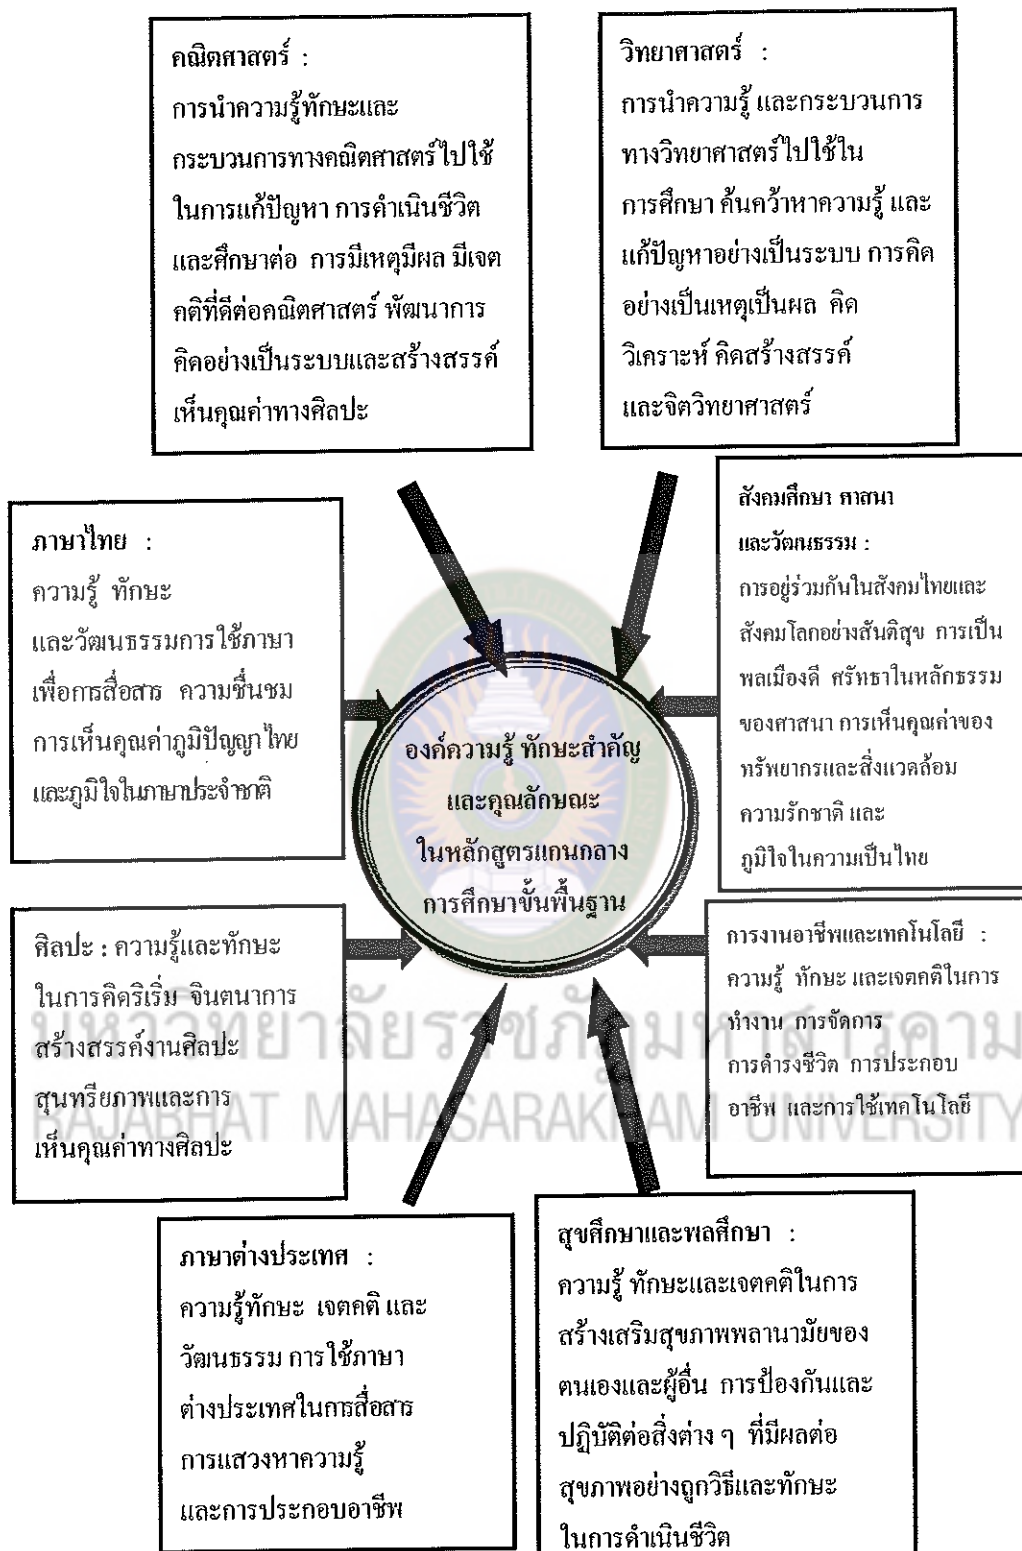 คณิตศาสตร์ :
การนำความรู้ทักษะและ
กระบวนการทางคณิตศาสตร์ไปใช้
ในการแก้ปัญหา การดำเนินชีวิต
และศึกษาต่อ การมีเหตุมีผล มีเจต
คติที่ดีต่อคณิตศาสตร์ พัฒนาการ
คิดอย่างเป็นระบบและสร้างสรรค์
เห็นคุณค่าทางศิลปะ
วิทยาศาสตร์ :
การนำความรู้ และกระบวนการ
ทางวิทยาศาสตร์ไปใช้ใน
การศึกษา ค้นคว้าหาความรู้ และ
แก้ปัญหาอย่างเป็นระบบ การคิด
อย่างเป็นเหตุเป็นผล คิด
วิเคราะห์ คิดสร้างสรรค์
และจิตวิทยาศาสตร์
ภาษาไทย :
ความรู้ ทักษะ
และวัฒนธรรมการใช้ภาษา
เพื่อการสื่อสาร ความชื่นชม
การเห็นคุณค่าภูมิปัญญาไทย
และภูมิใจในภาษาประจำชาติ
สังคมศึกษา ศาสนา
และวัฒนธรรม :
การอยู่ร่วมกันในสังคมไทยและ
สังคมโลกอย่างสันติสุข การเป็น
พลเมืองดี ศรัทธาในหลักธรรม
ของศาสนา การเห็นคุณค่าของ
ทรัพยากรและสิ่งแวดล้อม
ความรักชาติ และ
ภูมิใจในความเป็นไทย
องค์ความรู้ ทักษะสำคัญ
และคุณลักษณะ
ในหลักสูตรแกนกลาง
การศึกษาขั้นพื้นฐาน
ศิลปะ : ความรู้และทักษะ
ในการคิดริเริ่ม จินตนาการ
สร้างสรรค์งานศิลปะ
สุนทรียภาพและการ
เห็นคุณค่าทางศิลปะ
การงานอาชีพและเทคโนโลยี :
ความรู้ ทักษะ และเจตคติในการ
ทำงาน การจัดการ
การดำรงชีวิต การประกอบ
อาชีพ และการใช้เทคโนโลยี
มหาวิทยาลัยราชภัฏมหาสารคาม
RAJABHAT MAHASARAKHAM UNIVERSITY
ภาษาต่างประเทศ :
ความรู้ทักษะ เจตคติ และ
วัฒนธรรม การใช้ภาษา
ต่างประเทศในการสื่อสาร
การแสวงหาความรู้
และการประกอบอาชีพ
สุขศึกษาและพลศึกษา :
ความรู้ ทักษะและเจตคติในการ
สร้างเสริมสุขภาพพลานามัยของ
ตนเองและผู้อื่น การป้องกันและ
ปฏิบัติต่อสิ่งต่าง ๆ ที่มีผลต่อ
สุขภาพอย่างถูกวิธีและทักษะ
ในการดำเนินชีวิต